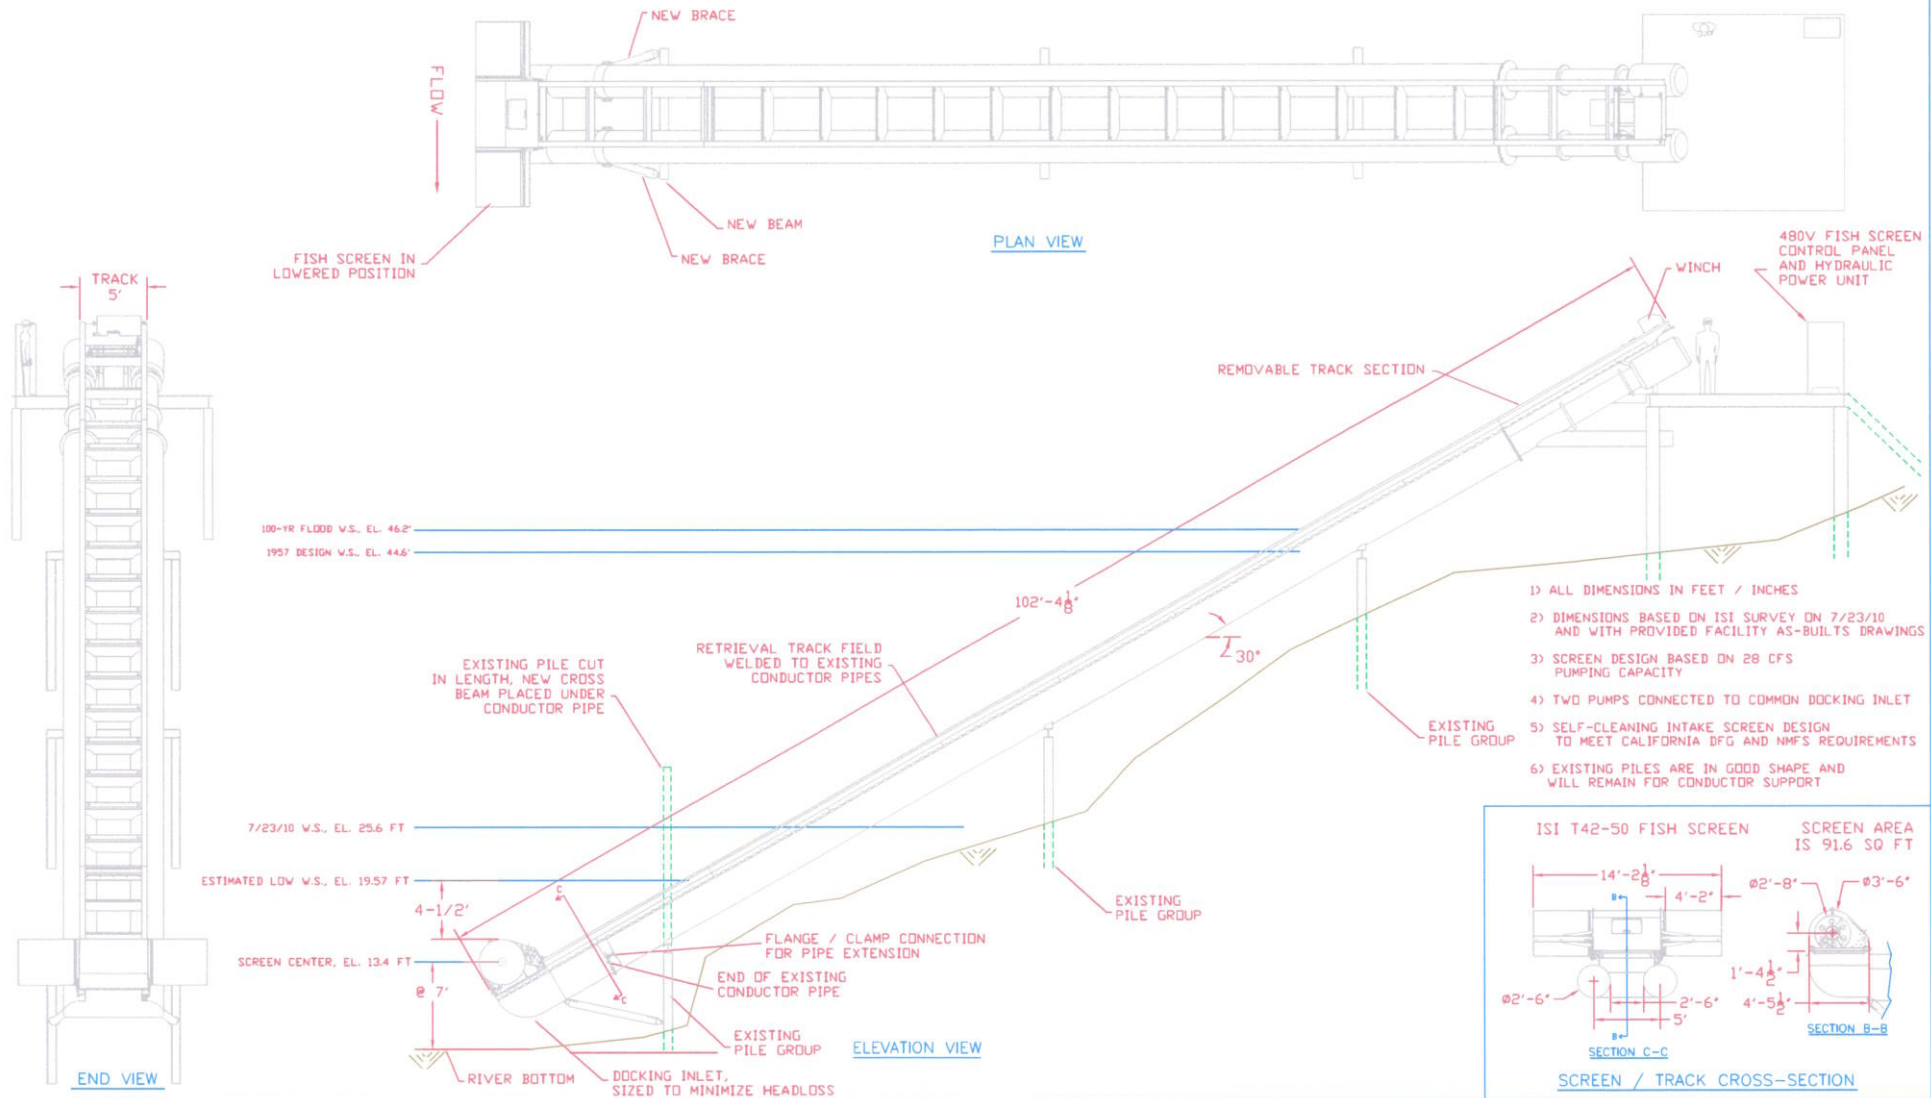 NEW BRACE
FLOW
NEW BEAM
NEW BRACE
FISH SCREEN IN
LOWERED POSITION
PLAN VIEW
TRACK
5'
480V FISH SCREEN
CONTROL PANEL
AND HYDRAULIC
POWER UNIT
WINCH
REMOVABLE TRACK SECTION
100-YR FLOOD W.S., EL. 46.2'
1957 DESIGN W.S., EL. 44.6'
102'-4 1/8"
30°
RETRIEVAL TRACK FIELD
WELDED TO EXISTING
CONDUCTOR PIPES
EXISTING PILE CUT
IN LENGTH, NEW CROSS
BEAM PLACED UNDER
CONDUCTOR PIPE
EXISTING
PILE GROUP
1) ALL DIMENSIONS IN FEET / INCHES
2) DIMENSIONS BASED ON ISI SURVEY ON 7/23/10
AND WITH PROVIDED FACILITY AS-BUILTS DRAWINGS
3) SCREEN DESIGN BASED ON 28 CFS
PUMPING CAPACITY
4) TWO PUMPS CONNECTED TO COMMON DOCKING INLET
5) SELF-CLEANING INTAKE SCREEN DESIGN
TO MEET CALIFORNIA DFG AND NMFS REQUIREMENTS
6) EXISTING PILES ARE IN GOOD SHAPE AND
WILL REMAIN FOR CONDUCTOR SUPPORT
7/23/10 W.S., EL. 25.6 FT
ESTIMATED LOW W.S., EL. 19.57 FT
4-1/2'
SCREEN CENTER, EL. 13.4 FT
@ 7'
C
C
FLANGE / CLAMP CONNECTION
FOR PIPE EXTENSION
END OF EXISTING
CONDUCTOR PIPE
EXISTING
PILE GROUP
EXISTING
PILE GROUP
ELEVATION VIEW
RIVER BOTTOM
DOCKING INLET,
SIZED TO MINIMIZE HEADLOSS
END VIEW
ISI T42-50 FISH SCREEN
SCREEN AREA
IS 91.6 SQ FT
14'-2 1/8"
4'-2"
B
B
Ø2'-6"
2'-6"
5'
SECTION C-C
Ø2'-8"
Ø3'-6"
1'-4 1/2"
4'-5 1/2"
SECTION B-B
SCREEN / TRACK CROSS-SECTION